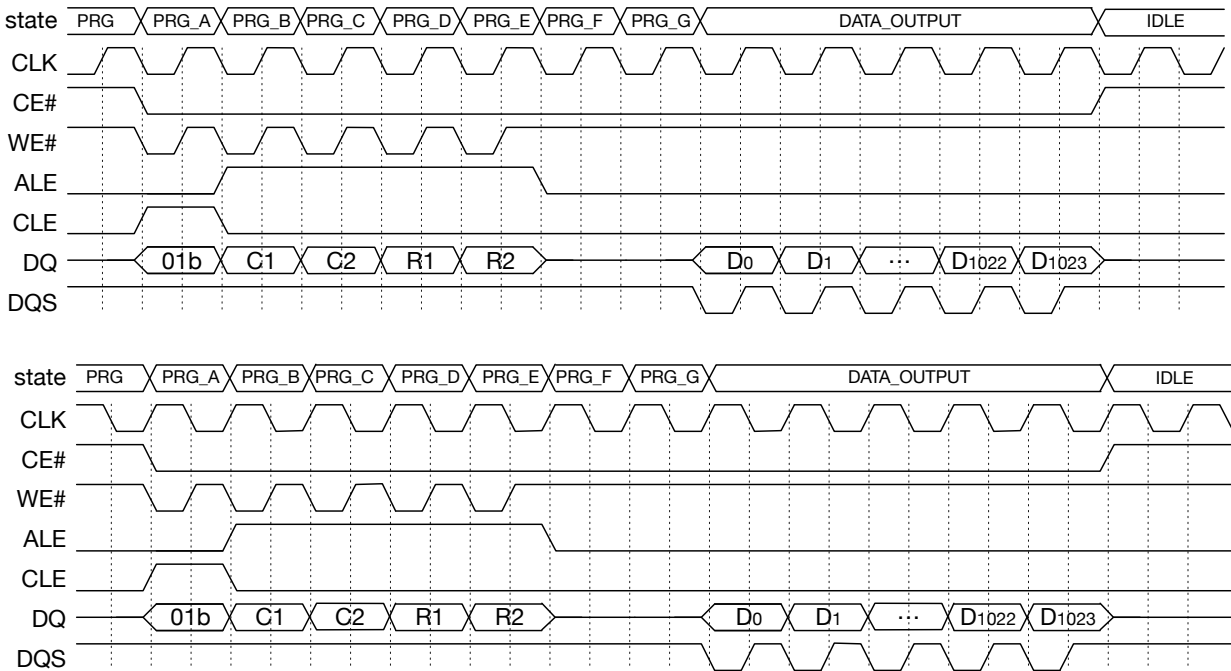 state PRG PRG_A PRG_B PRG_C PRG_D PRG_E PRG_F PRG_G DATA_OUTPUT IDLE
CLK
CE#
WE#
ALE
CLE
DQ 01b C1 C2 R1 R2 D0 D1 ... D1022 D1023
DQS
state PRG PRG_A PRG_B PRG_C PRG_D PRG_E PRG_F PRG_G DATA_OUTPUT IDLE
CLK
CE#
WE#
ALE
CLE
DQ 01b C1 C2 R1 R2 D0 D1 ... D1022 D1023
DQS